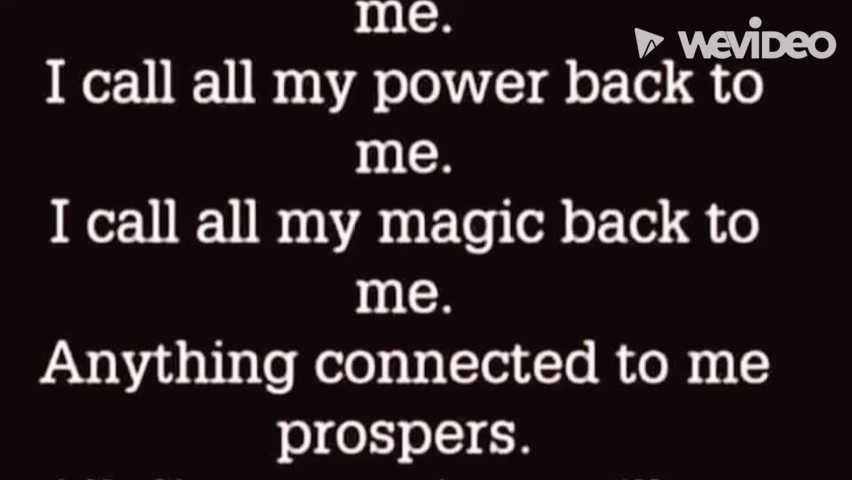 me.
WEVIDEO
I call all my power back to
me.
I call all my magic back to
me.
Anything connected to me
prospers.